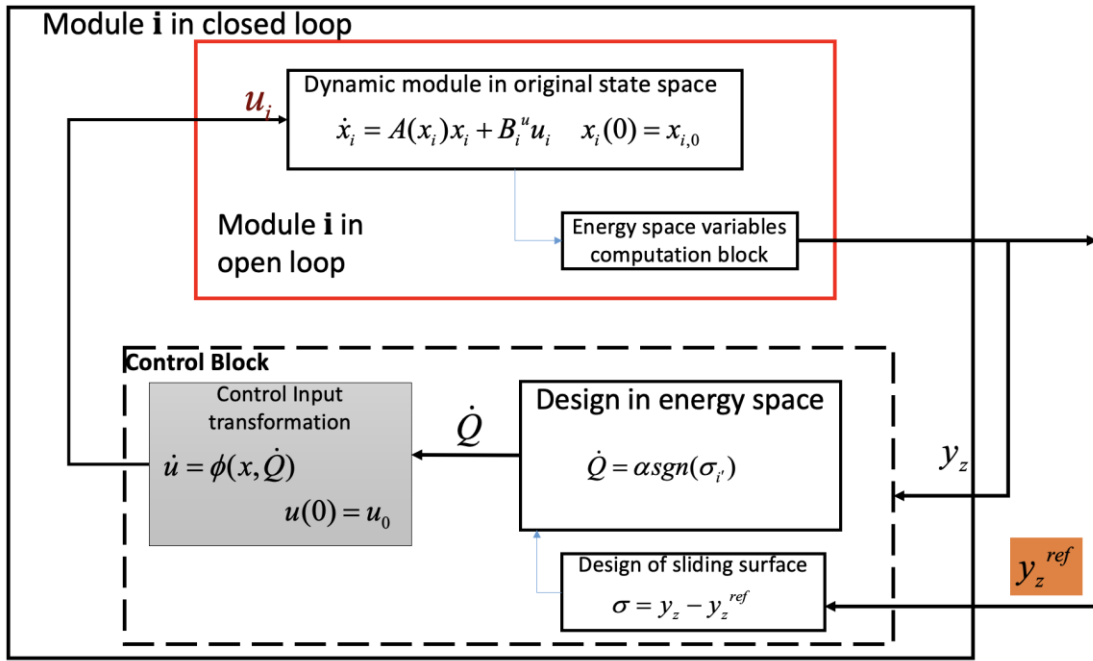 Module i in closed loop
Dynamic module in original state space
u_i
ẋ_i = A(x_i)x_i + B_i^u u_i   x_i(0) = x_{i,0}
Module i in
open loop
Energy space variables
computation block
Control Block
Control Input
transformation
u̇ = ϕ(x, Q̇)
u(0) = u_0
Q̇
Design in energy space
Q̇ = αsgn(σ_{i'})
y_z
Design of sliding surface
σ = y_z − y_z^{ref}
y_z^{ref}